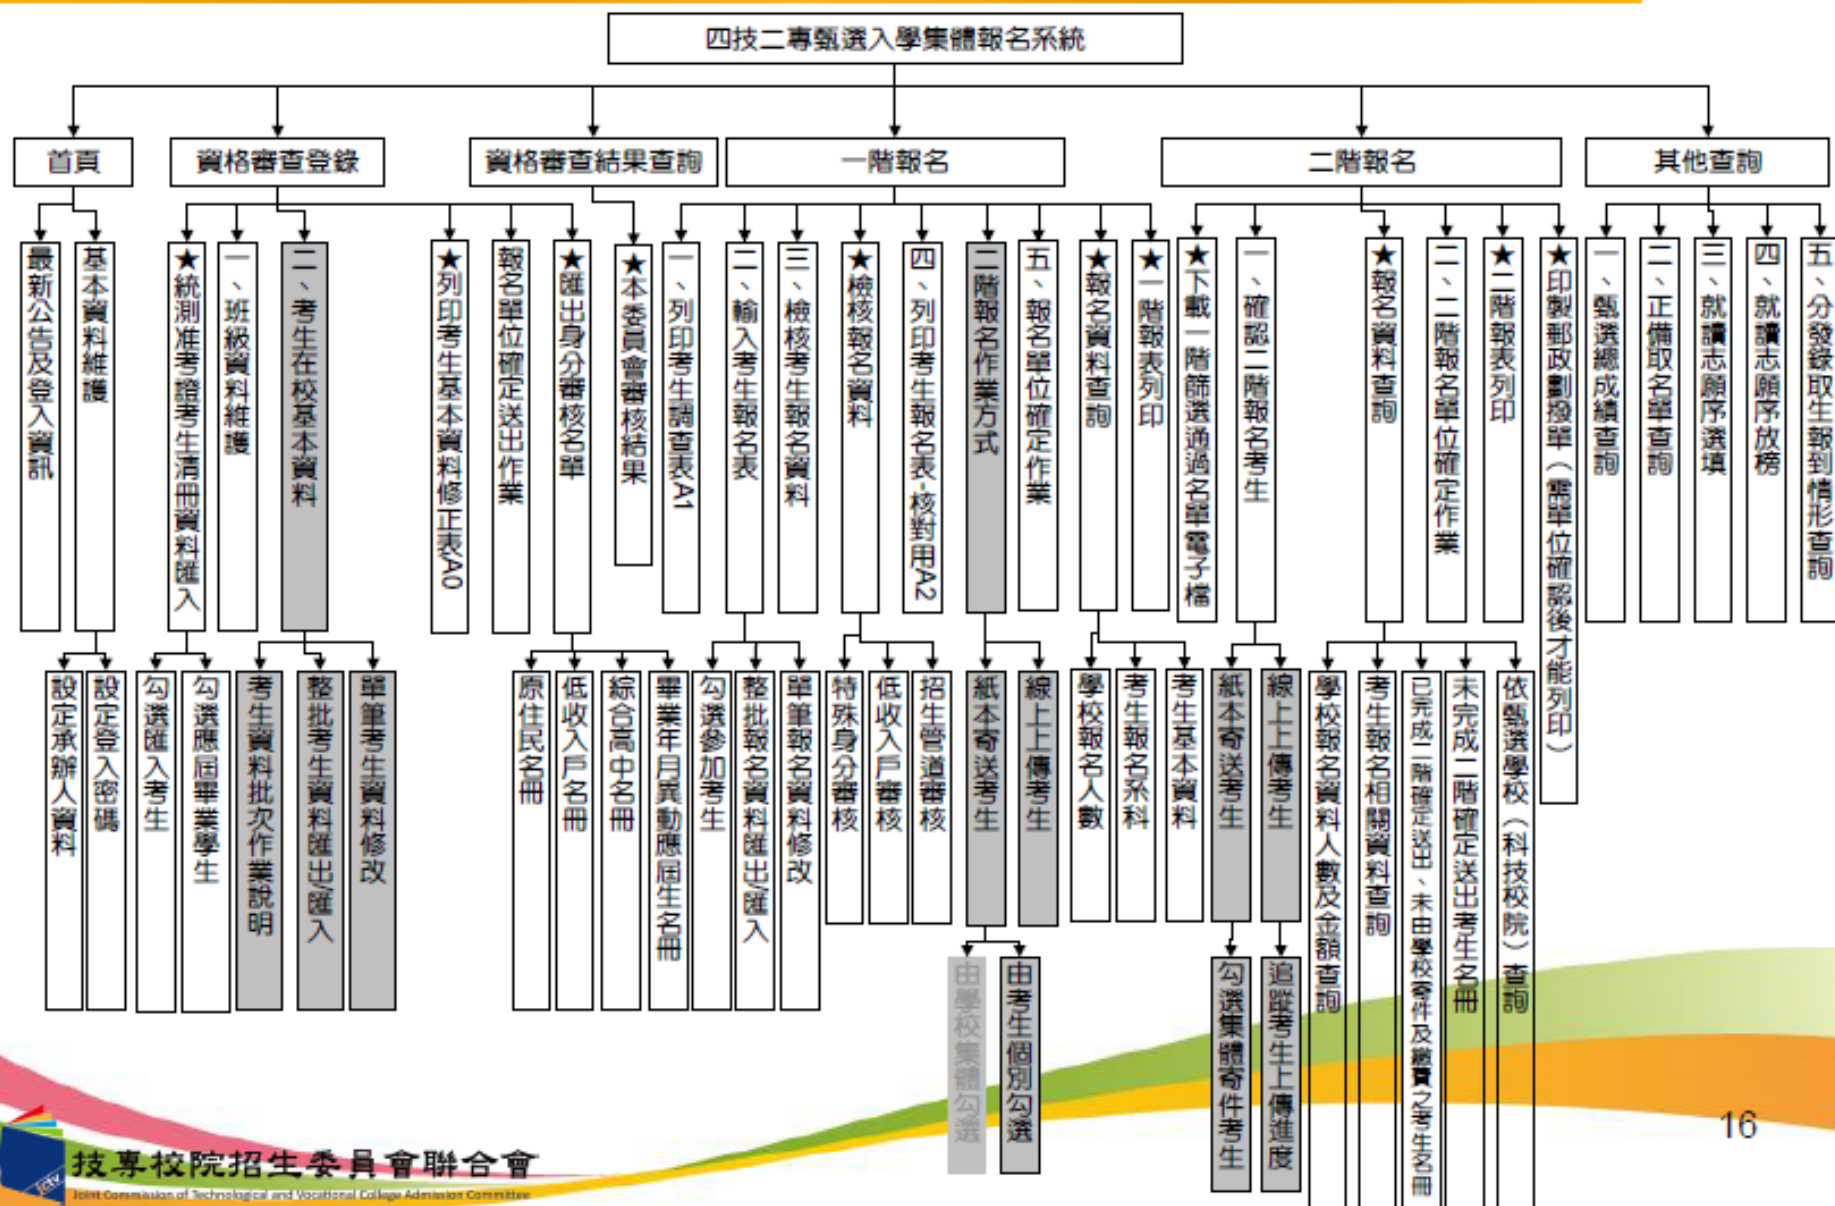 四技二專甄選入學集體報名系統
首頁
資格審查登錄
資格審查結果查詢
一階報名
二階報名
其他查詢
最新公告及登入資訊
基本資料維護
★統測准考證考生清冊資料匯入
一、班級資料維護
二、考生在校基本資料
★列印考生基本資料修正表A0
報名單位確定送出作業
★匯出身分審核名單
★本委員會審核結果
一、列印考生調查表A1
二、輸入考生報名表
三、檢核考生報名資料
★檢核報名資料
四、列印考生報名表-核對用A2
二階報名作業方式
五、報名單位確定作業
★報名資料查詢
★一階報表列印
★下載一階篩選通過名單電子檔
一、確認二階報名考生
★報名資料查詢
二、二階報名單位確定作業
★二階報表列印
★印製郵政劃撥單（需單位確認後才能列印）
一、甄選總成績查詢
二、正備取名單查詢
三、就讀志願序選填
四、就讀志願序放榜
五、分發錄取生報到情形查詢
設定承辦人資料
設定登入密碼
勾選匯入考生
勾選應屆畢業學生
考生資料批次作業說明
整批考生資料匯出/匯入
單筆考生資料修改
原住民名冊
低收入戶名冊
綜合高中名冊
畢業年月異動應屆生名冊
勾選參加考生
整批報名資料匯出/匯入
單筆報名資料修改
特殊身分審核
低收入戶審核
招生管道審核
紙本寄送考生
線上上傳考生
學校報名人數
考生報名系科
考生基本資料
紙本寄送考生
線上上傳考生
學校報名資料人數及金額查詢
考生報名相關資料查詢
已完成二階確定送出、未由學校寄件及繳費之考生名冊
未完成二階確定送出考生名冊
依甄選學校（科技校院）查詢
由學校集體勾選
由考生個別勾選
勾選集體寄件考生
追蹤考生上傳進度
16
jctv
技專校院招生委員會聯合會
Joint Commission of Technological and Vocational College Admission Committee